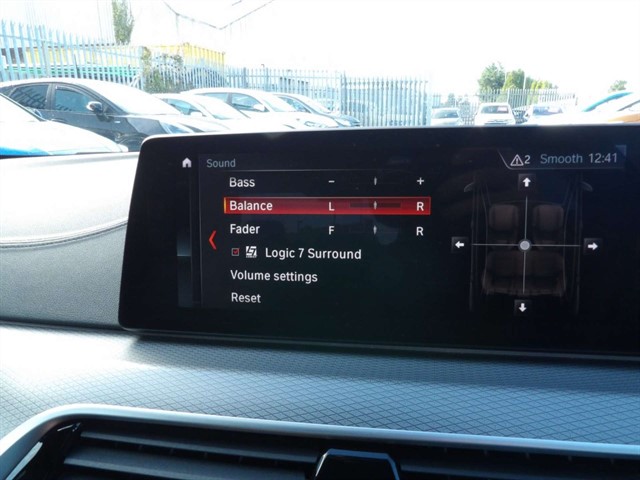 Sound
2 Smooth 12:41
Bass - +
Balance L R
Fader F R
Logic 7 Surround
Volume settings
Reset